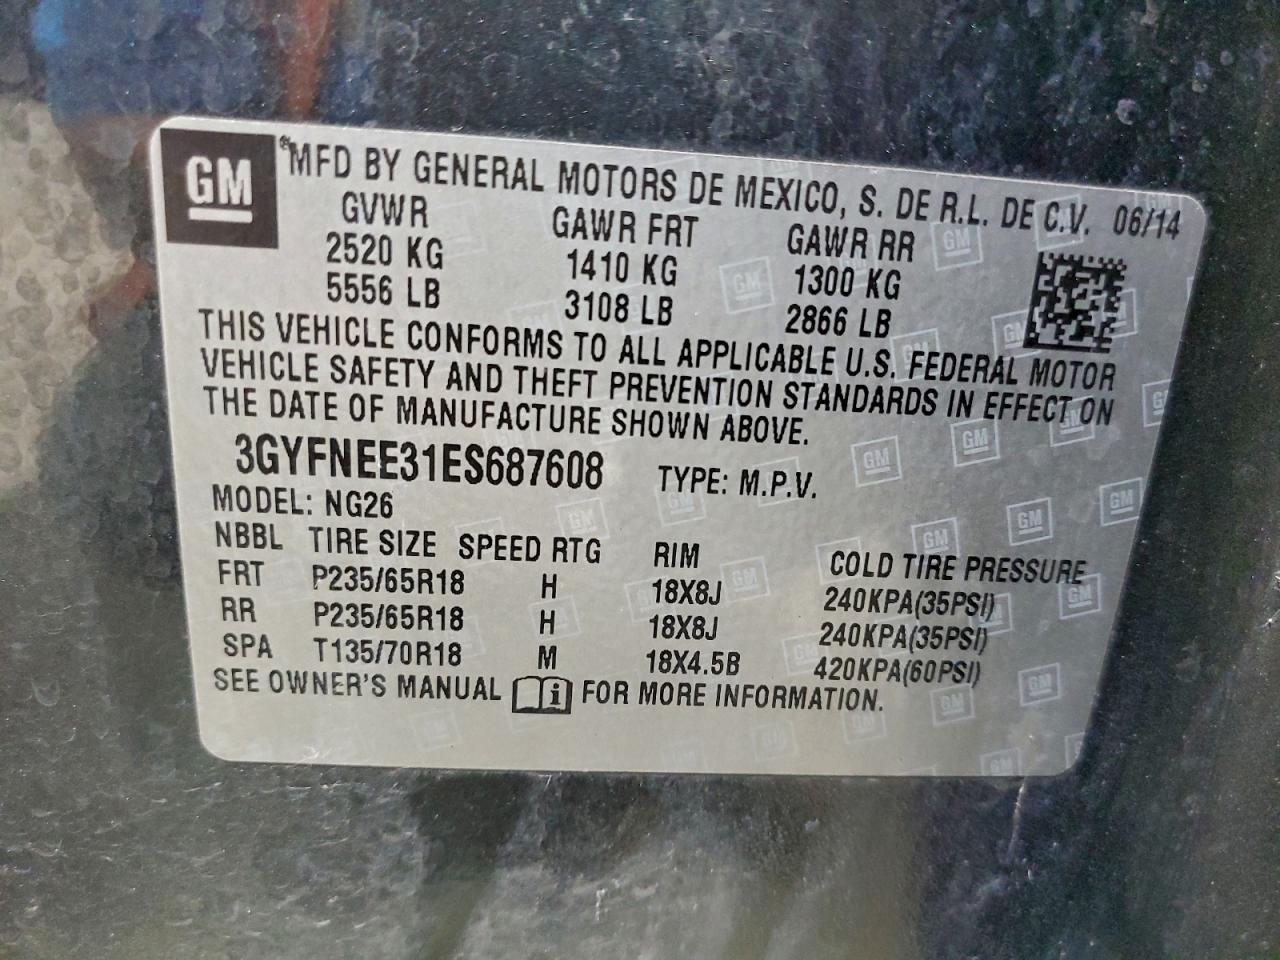 GM
MFD BY GENERAL MOTORS DE MEXICO, S. DE R.L. DE C.V. 06/14
GVWR GAWR FRT GAWR RR
2520 KG 1410 KG 1300 KG
5556 LB 3108 LB 2866 LB
THIS VEHICLE CONFORMS TO ALL APPLICABLE U.S. FEDERAL MOTOR
VEHICLE SAFETY AND THEFT PREVENTION STANDARDS IN EFFECT ON
THE DATE OF MANUFACTURE SHOWN ABOVE.
3GYFNEE31ES687608 TYPE: M.P.V.
MODEL: NG26
NBBL TIRE SIZE SPEED RTG RIM COLD TIRE PRESSURE
FRT P235/65R18 H 18X8J 240KPA(35PSI)
RR P235/65R18 H 18X8J 240KPA(35PSI)
SPA T135/70R18 M 18X4.5B 420KPA(60PSI)
SEE OWNER'S MANUAL i FOR MORE INFORMATION.